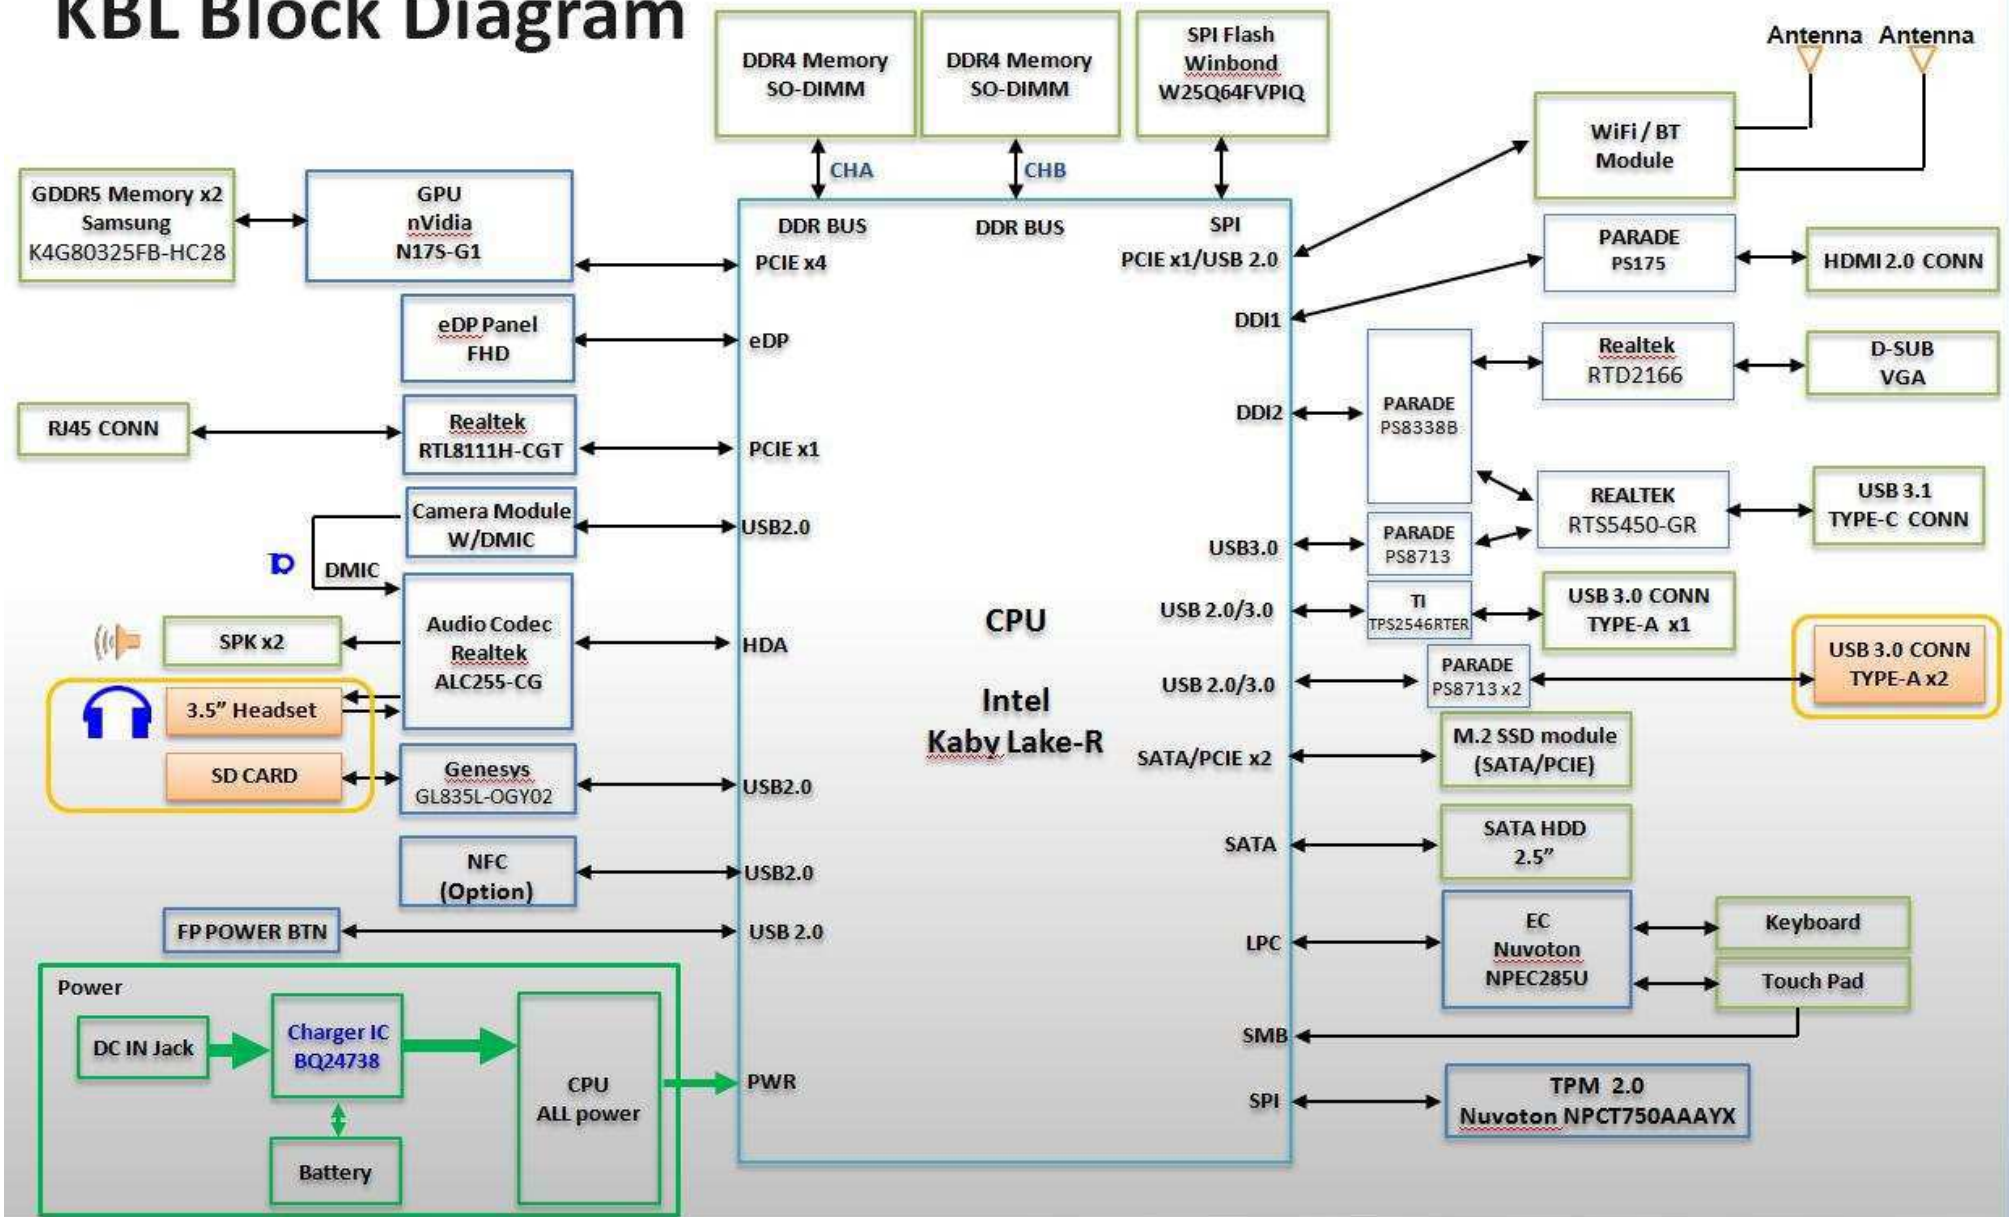 KBL Block Diagram
DDR4 Memory
SO-DIMM
DDR4 Memory
SO-DIMM
SPI Flash
Winbond
W25Q64FVPIQ
Antenna Antenna
CHA
CHB
WiFi / BT
Module
GDDR5 Memory x2
Samsung
K4G80325FB-HC28
GPU
nVidia
N17S-G1
DDR BUS
DDR BUS
SPI
PCIE x4
PCIE x1/USB 2.0
PARADE
PS175
HDMI 2.0 CONN
eDP Panel
FHD
eDP
DDI1
Realtek
RTD2166
D-SUB
VGA
RJ45 CONN
Realtek
RTL8111H-CGT
PCIE x1
DDI2
PARADE
PS8338B
Camera Module
W/DMIC
USB2.0
REALTEK
RTS5450-GR
USB 3.1
TYPE-C CONN
DMIC
USB3.0
PARADE
PS8713
SPK x2
Audio Codec
Realtek
ALC255-CG
HDA
CPU
Intel
Kaby Lake-R
USB 2.0/3.0
TI
TPS2546RTER
USB 3.0 CONN
TYPE-A x1
3.5” Headset
USB 2.0/3.0
PARADE
PS8713 x2
USB 3.0 CONN
TYPE-A x2
SD CARD
Genesys
GL835L-OGY02
USB2.0
SATA/PCIE x2
M.2 SSD module
(SATA/PCIE)
NFC
(Option)
USB2.0
SATA
SATA HDD
2.5”
FP POWER BTN
USB 2.0
LPC
EC
Nuvoton
NPEC285U
Keyboard
Touch Pad
Power
DC IN Jack
Charger IC
BQ24738
Battery
CPU
ALL power
PWR
SMB
SPI
TPM 2.0
Nuvoton NPCT750AAAYX